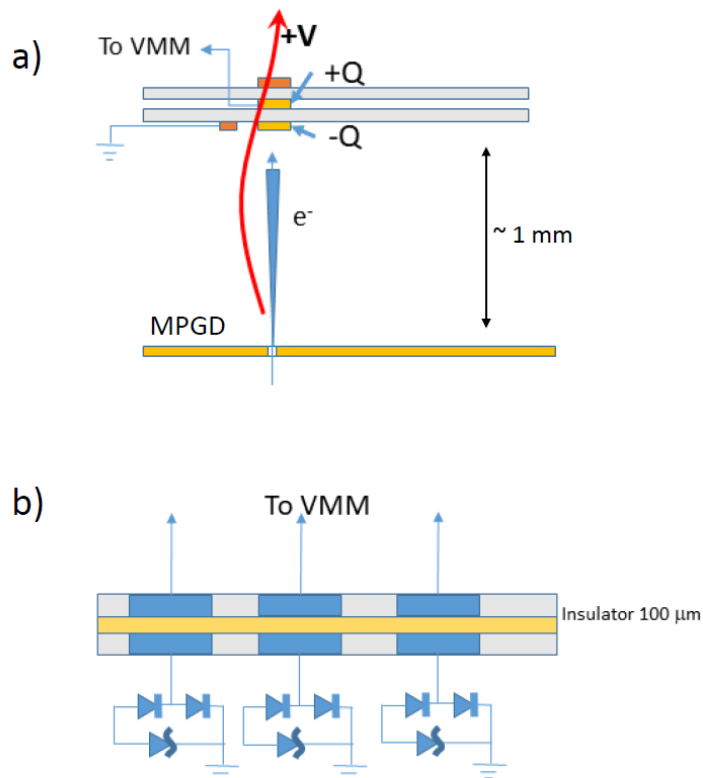 a)
To VMM
+V
+Q
-Q
e-
~ 1 mm
MPGD
b)
To VMM
Insulator 100 μm